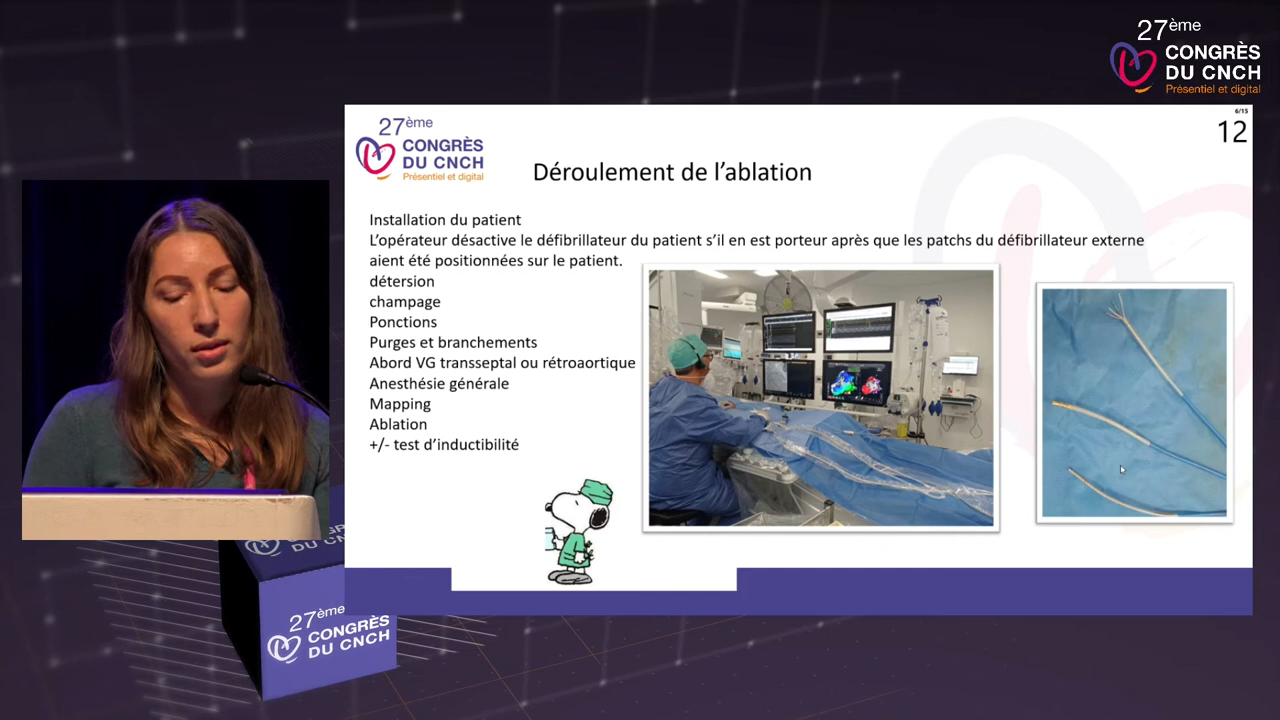 27ème
CONGRÈS
DU CNCH
Présentiel et digital
27ème
CONGRÈS
DU CNCH
Présentiel et digital
6/15
12
Déroulement de l’ablation
Installation du patient
L’opérateur désactive le défibrillateur du patient s’il en est porteur après que les patchs du défibrillateur externe
aient été positionnées sur le patient.
détersion
champage
Ponctions
Purges et branchements
Abord VG transseptal ou rétroaortique
Anesthésie générale
Mapping
Ablation
+/- test d’inductibilité
DU CN
27ème
CONGRÈS
DU CNCH